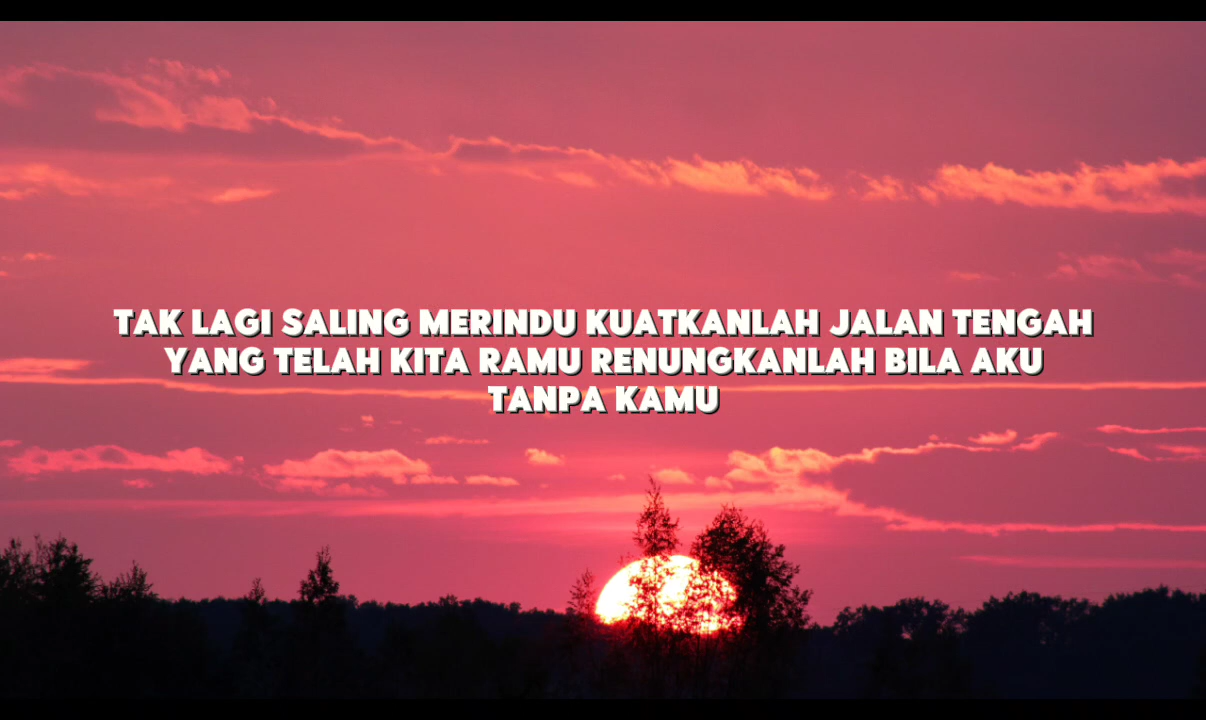 TAK LAGI SALING MERINDU KUATKANLAH JALAN TENGAH
YANG TELAH KITA RAMU RENUNGKANLAH BILA AKU
TANPA KAMU